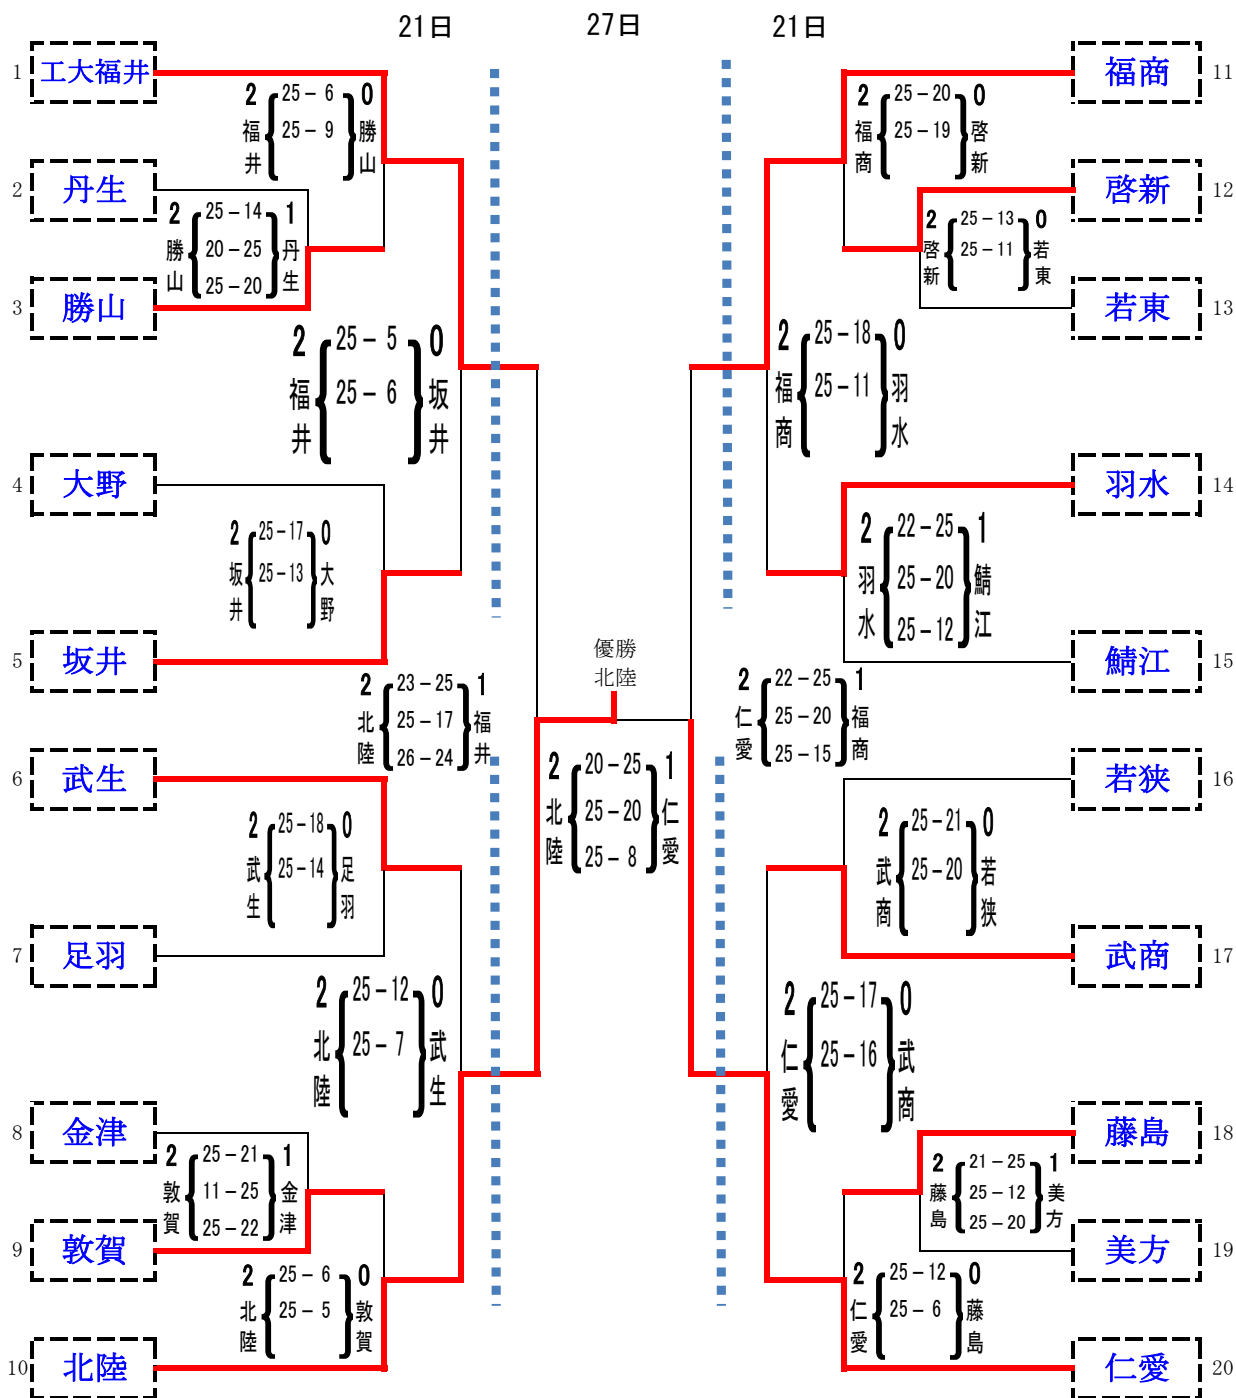 21日 27日 21日
1 工大福井
2 福井 25－6 25－9 0 勝山
2 丹生
2 勝山 25－14 20－25 25－20 1 丹生
3 勝山
2 福井 25－5 25－6 0 坂井
4 大野
2 坂井 25－17 25－13 0 大野
5 坂井
2 北陸 23－25 25－17 26－24 1 福井
6 武生
2 武生 25－18 25－14 0 足羽
7 足羽
2 北陸 25－12 25－7 0 武生
8 金津
2 敦賀 25－21 11－25 25－22 1 金津
9 敦賀
2 北陸 25－6 25－5 0 敦賀
10 北陸
優勝
北陸
2 北陸 20－25 25－20 25－8 1 仁愛
福商 11
2 福商 25－20 25－19 0 啓新
啓新 12
2 啓新 25－13 25－11 0 若東
若東 13
2 福商 25－18 25－11 0 羽水
羽水 14
2 羽水 22－25 25－20 25－12 1 鯖江
鯖江 15
2 仁愛 22－25 25－20 25－15 1 福商
若狭 16
2 武商 25－21 25－20 0 若狭
武商 17
2 仁愛 25－17 25－16 0 武商
藤島 18
2 藤島 21－25 25－12 25－20 1 美方
美方 19
2 仁愛 25－12 25－6 0 藤島
仁愛 20